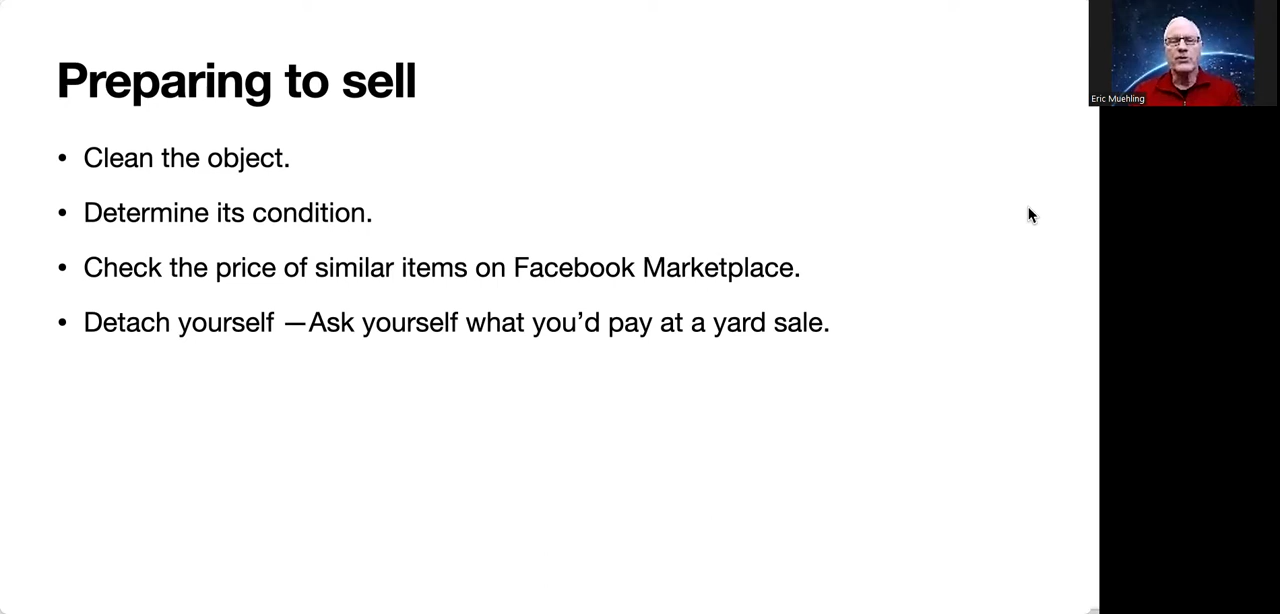 Preparing to sell
• Clean the object.
• Determine its condition.
• Check the price of similar items on Facebook Marketplace.
• Detach yourself —Ask yourself what you’d pay at a yard sale.
Eric Muehling